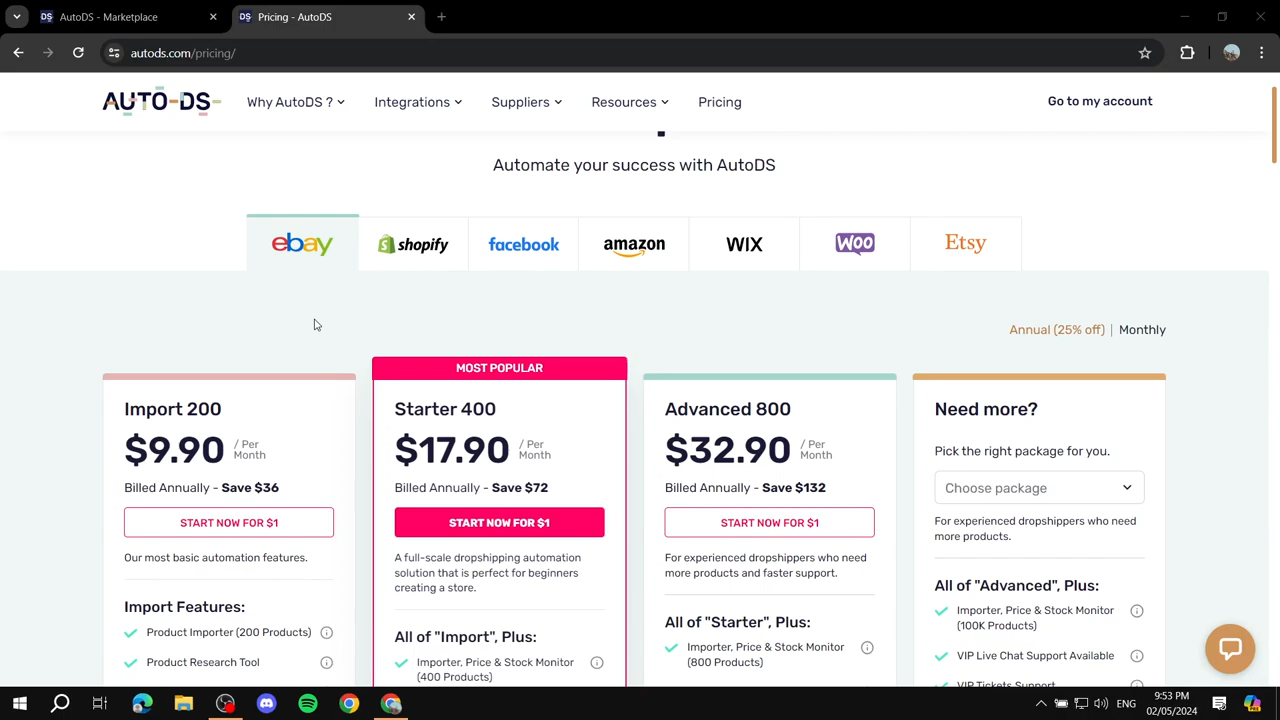 AutoDS - Marketplace
Pricing - AutoDS
autods.com/pricing/
AUTO-DS
Why AutoDS ?
Integrations
Suppliers
Resources
Pricing
Go to my account
Automate your success with AutoDS
ebay
shopify
facebook
amazon
WIX
WOO
Etsy
Annual (25% off) | Monthly
Import 200
$9.90 / Per Month
Billed Annually - Save $36
START NOW FOR $1
Our most basic automation features.
Import Features:
Product Importer (200 Products)
Product Research Tool
MOST POPULAR
Starter 400
$17.90 / Per Month
Billed Annually - Save $72
START NOW FOR $1
A full-scale dropshipping automation
solution that is perfect for beginners
creating a store.
All of "Import", Plus:
Importer, Price & Stock Monitor
(400 Products)
Advanced 800
$32.90 / Per Month
Billed Annually - Save $132
START NOW FOR $1
For experienced dropshippers who need
more products and faster support.
All of "Starter", Plus:
Importer, Price & Stock Monitor
(800 Products)
Need more?
Pick the right package for you.
Choose package
For experienced dropshippers who need
more products.
All of "Advanced", Plus:
Importer, Price & Stock Monitor
(100K Products)
VIP Live Chat Support Available
VIP Tickets Support
ENG
9:53 PM
02/05/2024